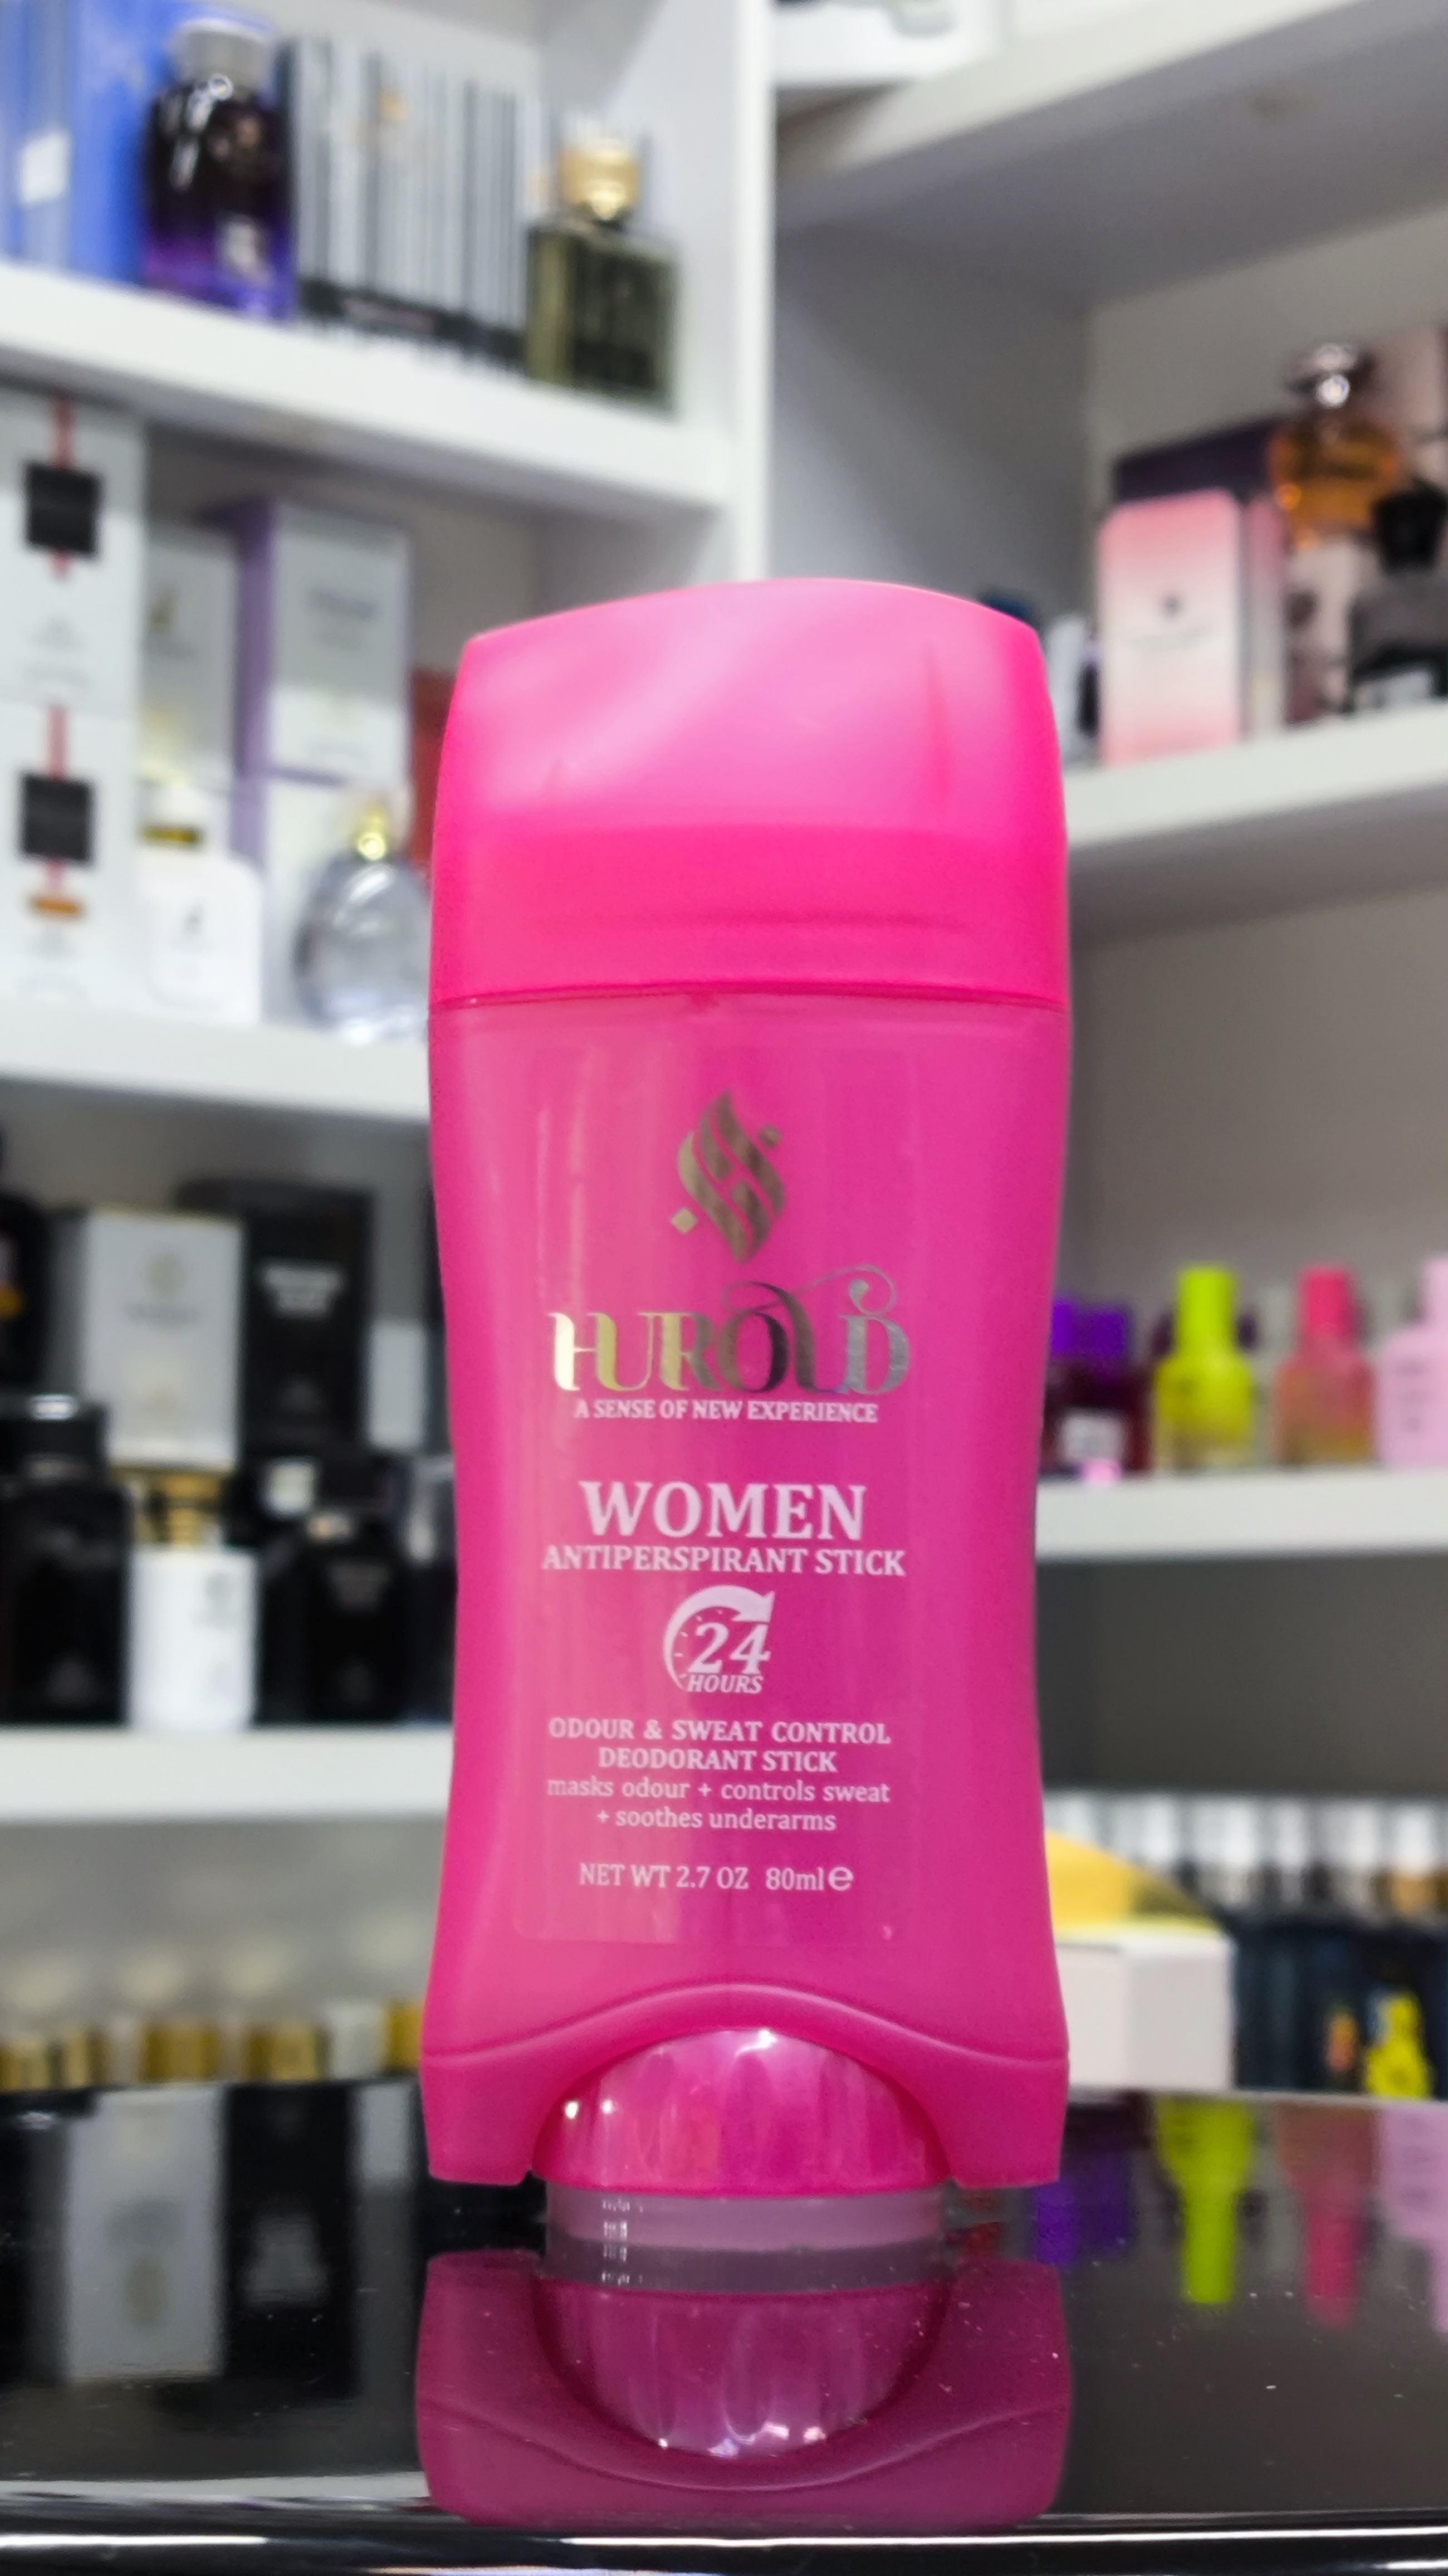 HUROLD
A SENSE OF NEW EXPERIENCE
WOMEN
ANTIPERSPIRANT STICK
24
HOURS
ODOUR & SWEAT CONTROL
DEODORANT STICK
masks odour + controls sweat
+ soothes underarms
NET WT 2.7 OZ 80ml℮